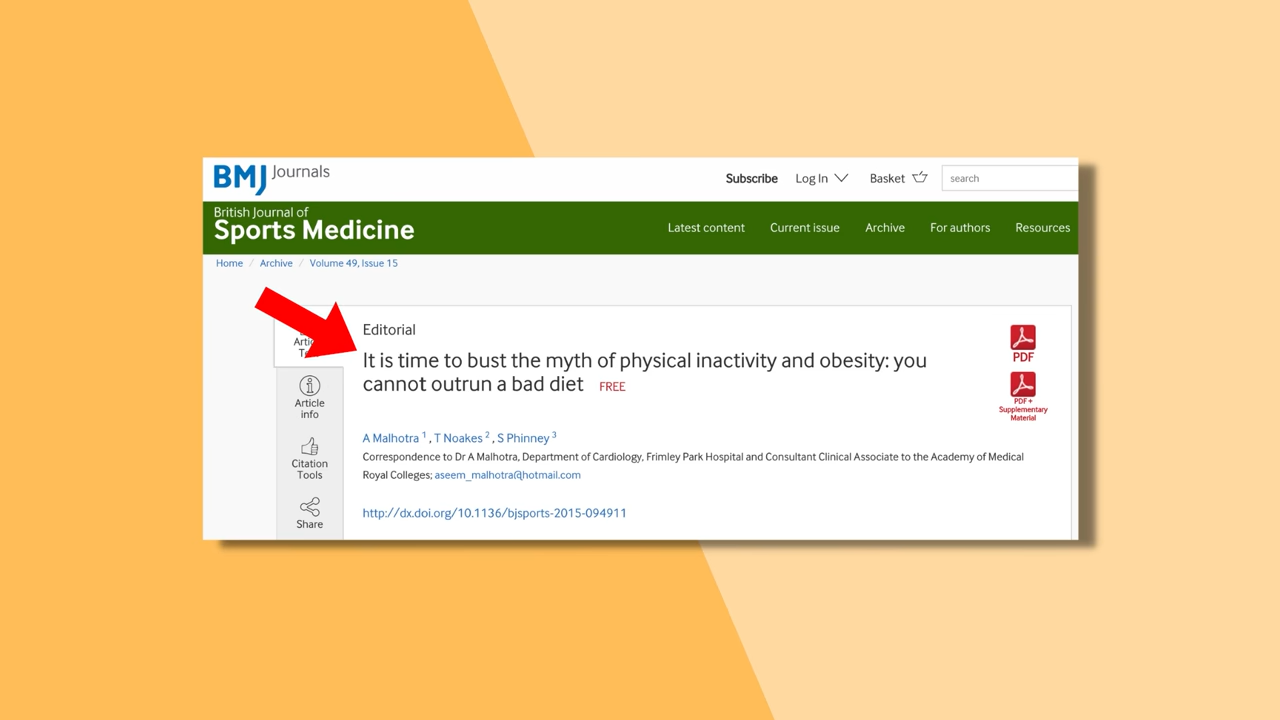 BMJ Journals
Subscribe Log In Basket search
British Journal of
Sports Medicine
Latest content Current issue Archive For authors Resources
Home / Archive / Volume 49, Issue 15
Editorial
It is time to bust the myth of physical inactivity and obesity: you
cannot outrun a bad diet FREE
PDF
PDF +
Supplementary
Material
Article
info
Citation
Tools
Share
A Malhotra 1 , T Noakes 2 , S Phinney 3
Correspondence to Dr A Malhotra, Department of Cardiology, Frimley Park Hospital and Consultant Clinical Associate to the Academy of Medical
Royal Colleges; aseem_malhotra@hotmail.com
http://dx.doi.org/10.1136/bjsports-2015-094911